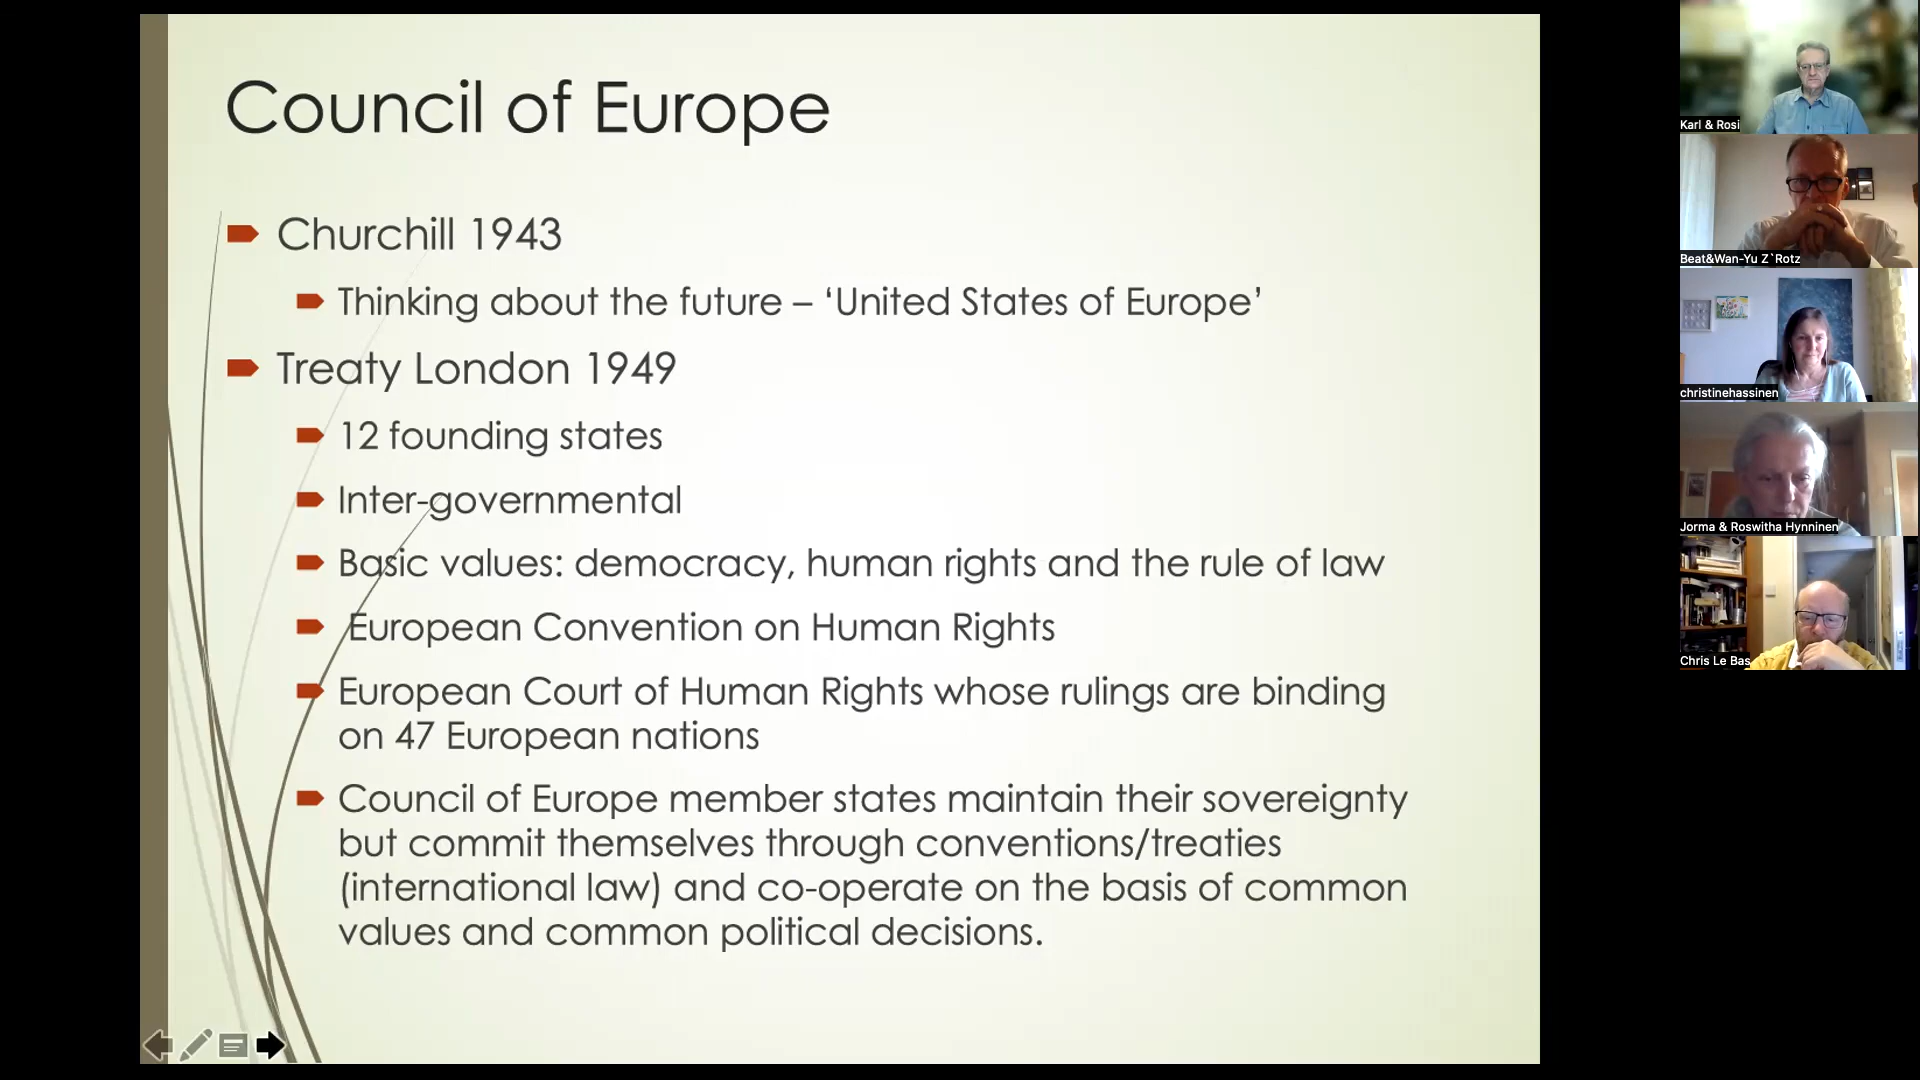 Council of Europe
Churchill 1943
Thinking about the future – ‘United States of Europe’
Treaty London 1949
12 founding states
Inter-governmental
Basic values: democracy, human rights and the rule of law
European Convention on Human Rights
European Court of Human Rights whose rulings are binding
on 47 European nations
Council of Europe member states maintain their sovereignty
but commit themselves through conventions/treaties
(international law) and co-operate on the basis of common
values and common political decisions.
Karl & Rosi
Beat&Wan-Yu Z`Rotz
christinehassinen
Jorma & Roswitha Hynninen
Chris Le Bas